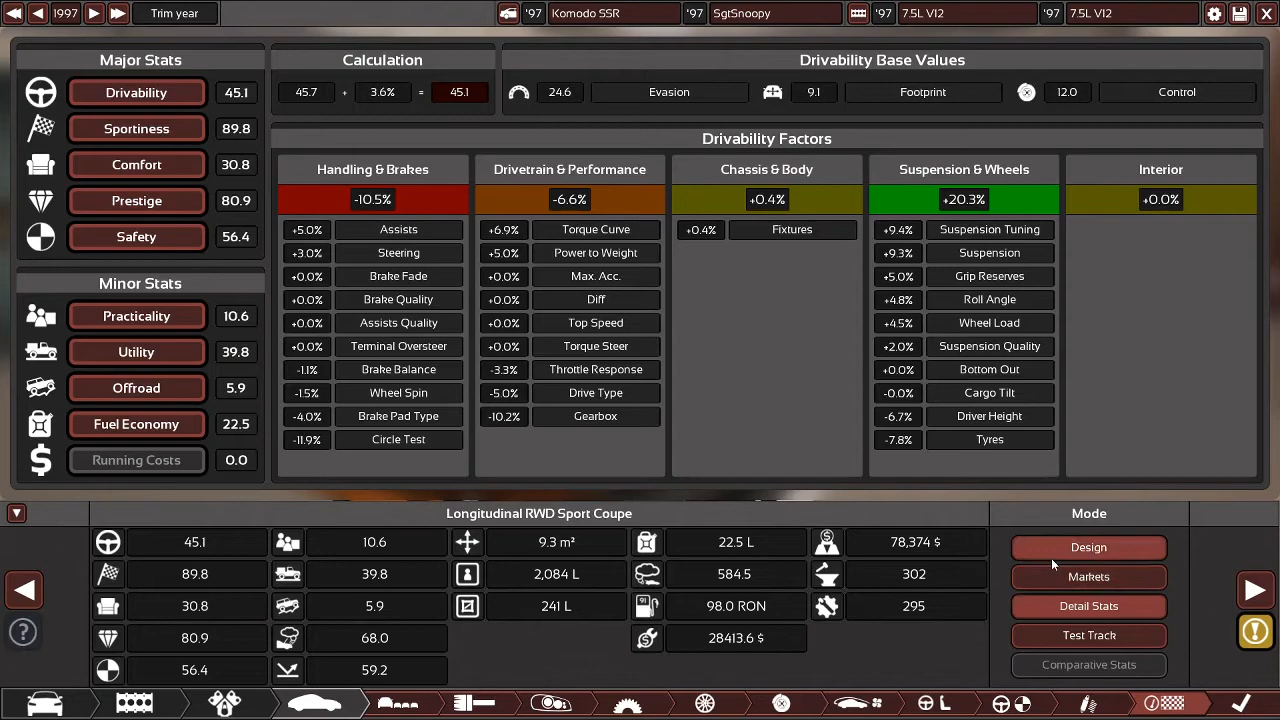 1997 Trim year '97 Komodo SSR '97 SgtSnoopy '97 7.5L V12 '97 7.5L V12
Major Stats
Drivability 45.1
Sportiness 89.8
Comfort 30.8
Prestige 80.9
Safety 56.4
Minor Stats
Practicality 10.6
Utility 39.8
Offroad 5.9
Fuel Economy 22.5
Running Costs 0.0
Calculation
45.7 + 3.6% = 45.1
Drivability Base Values
24.6 Evasion 9.1 Footprint 12.0 Control
Drivability Factors
Handling & Brakes
-10.5%
+5.0% Assists
+3.0% Steering
+0.0% Brake Fade
+0.0% Brake Quality
+0.0% Assists Quality
+0.0% Terminal Oversteer
-1.1% Brake Balance
-1.5% Wheel Spin
-4.0% Brake Pad Type
-11.9% Circle Test
Drivetrain & Performance
-6.6%
+6.9% Torque Curve
+5.0% Power to Weight
+0.0% Max. Acc.
+0.0% Diff
+0.0% Top Speed
+0.0% Torque Steer
-3.3% Throttle Response
-5.0% Drive Type
-10.2% Gearbox
Chassis & Body
+0.4%
+0.4% Fixtures
Suspension & Wheels
+20.3%
+9.4% Suspension Tuning
+9.3% Suspension
+5.0% Grip Reserves
+4.8% Roll Angle
+4.5% Wheel Load
+2.0% Suspension Quality
+0.0% Bottom Out
-0.0% Cargo Tilt
-6.7% Driver Height
-7.8% Tyres
Interior
+0.0%
Longitudinal RWD Sport Coupe
45.1 10.6 9.3 m² 22.5 L 78,374 $
89.8 39.8 2,084 L 584.5 302
30.8 5.9 241 L 98.0 RON 295
80.9 68.0 28413.6 $
56.4 59.2
Mode
Design
Markets
Detail Stats
Test Track
Comparative Stats